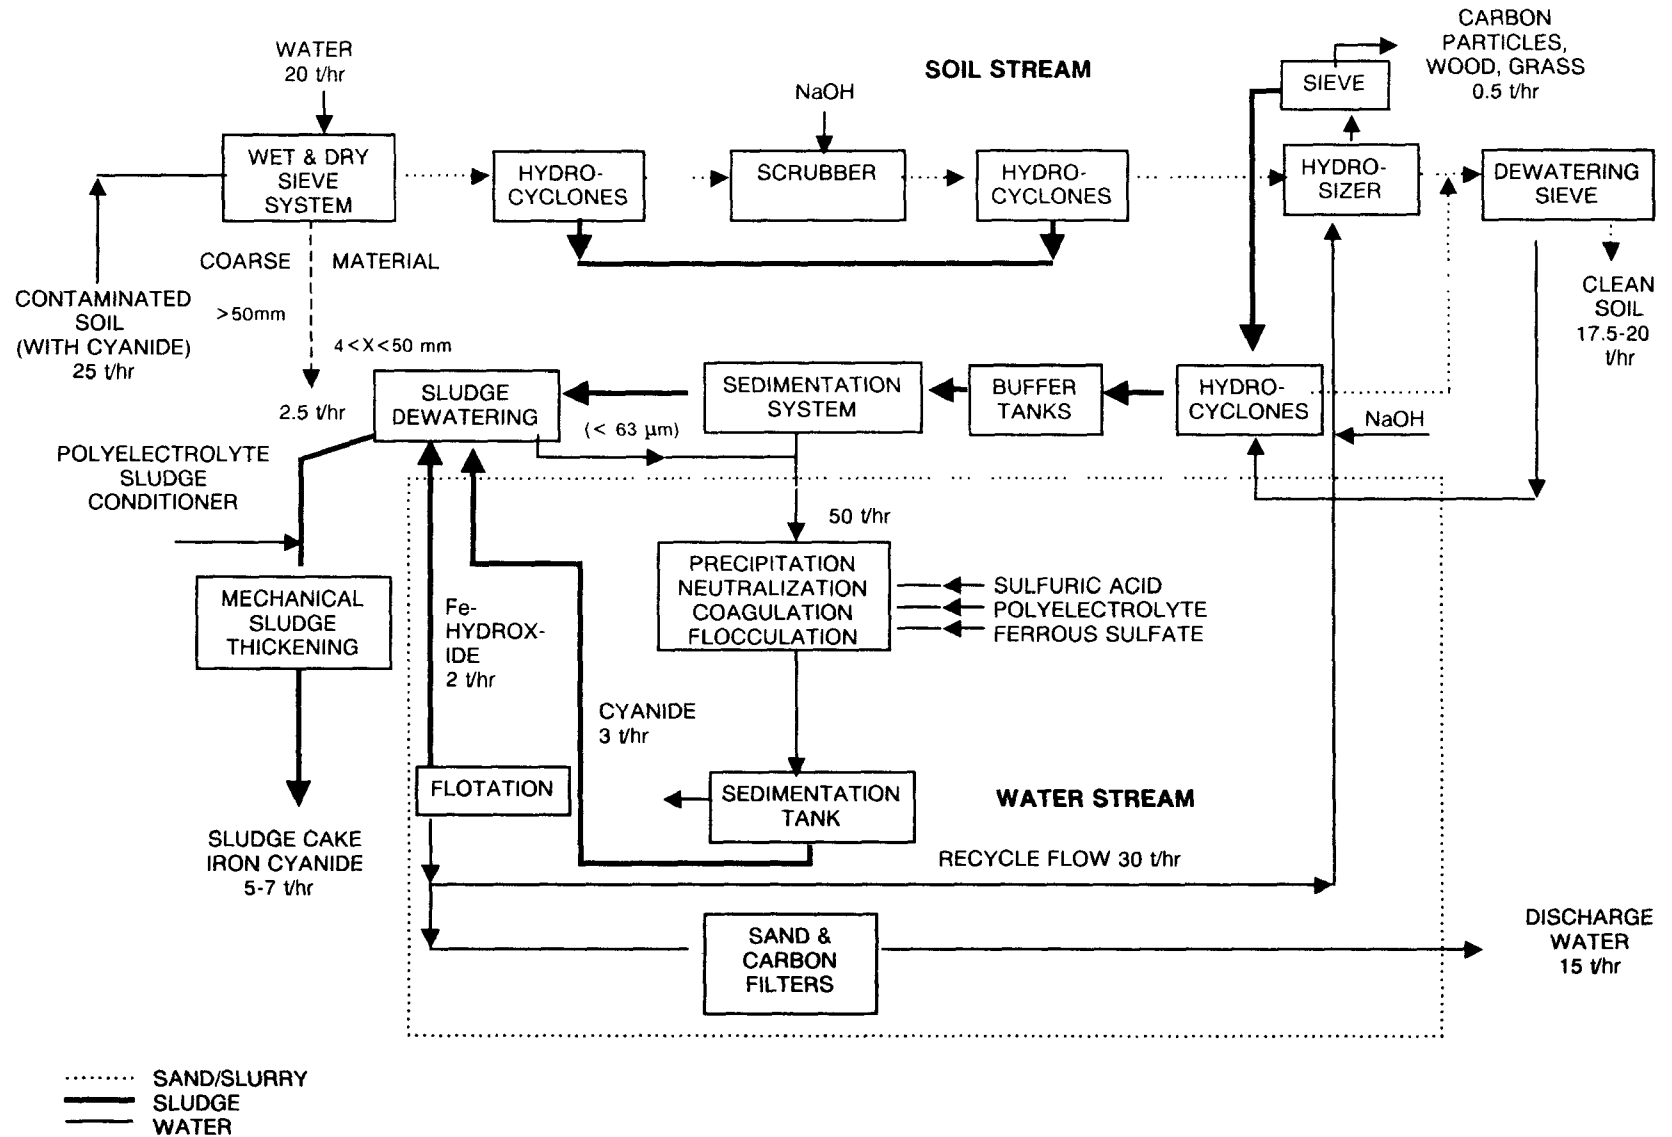 WATER
20 t/hr
SOIL STREAM
CARBON
PARTICLES,
WOOD, GRASS
0.5 t/hr
NaOH
SIEVE
WET & DRY
SIEVE
SYSTEM
HYDRO-
CYCLONES
SCRUBBER
HYDRO-
CYCLONES
HYDRO-
SIZER
DEWATERING
SIEVE
COARSE MATERIAL
>50mm
4<X<50 mm
2.5 t/hr
CONTAMINATED
SOIL
(WITH CYANIDE)
25 t/hr
CLEAN
SOIL
17.5-20
t/hr
SLUDGE
DEWATERING
(< 63 µm)
SEDIMENTATION
SYSTEM
BUFFER
TANKS
HYDRO-
CYCLONES
NaOH
POLYELECTROLYTE
SLUDGE
CONDITIONER
50 t/hr
PRECIPITATION
NEUTRALIZATION
COAGULATION
FLOCCULATION
SULFURIC ACID
POLYELECTROLYTE
FERROUS SULFATE
MECHANICAL
SLUDGE
THICKENING
Fe-
HYDROX-
IDE
2 t/hr
CYANIDE
3 t/hr
FLOTATION
SEDIMENTATION
TANK
WATER STREAM
SLUDGE CAKE
IRON CYANIDE
5-7 t/hr
RECYCLE FLOW 30 t/hr
SAND &
CARBON
FILTERS
DISCHARGE
WATER
15 t/hr
SAND/SLURRY
SLUDGE
WATER